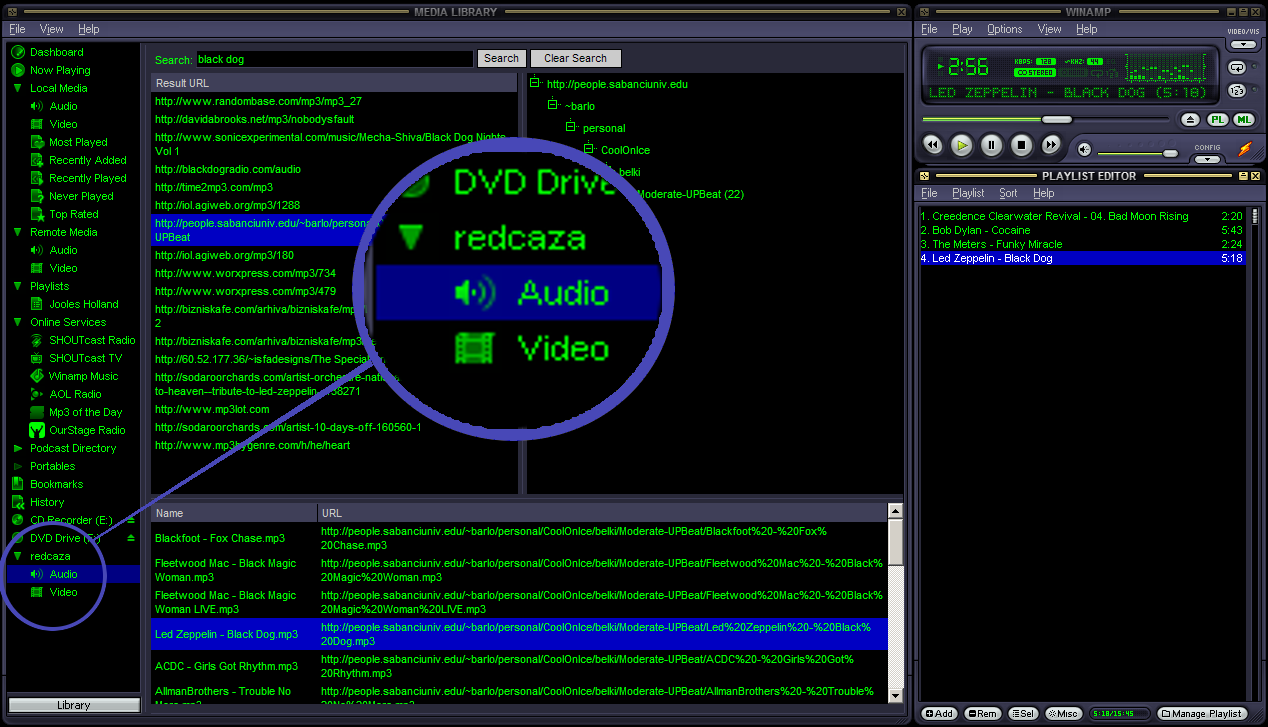 MEDIA LIBRARY
File View Help
Dashboard
Now Playing
Local Media
Audio
Video
Most Played
Recently Added
Recently Played
Never Played
Top Rated
Remote Media
Audio
Video
Playlists
Jooles Holland
Online Services
SHOUTcast Radio
SHOUTcast TV
Winamp Music
AOL Radio
Mp3 of the Day
OurStage Radio
Podcast Directory
Portables
Bookmarks
History
CD Recorder (E:)
DVD Drive
redcaza
Audio
Video
Library
Search: black dog Search Clear Search
Result URL
http://www.randombase.com/mp3/mp3_27
http://davidabrooks.net/mp3/nobodysfault
http://www.sonicexperimental.com/music/Mecha-Shiva/Black Dog Nights
Vol 1
http://blackdogradio.com/audio
http://time2mp3.com/mp3
http://iol.agiweb.org/mp3/1288
http://people.sabanciuniv.edu/~barlo/persona
UPBeat
http://iol.agiweb.org/mp3/180
http://www.worxpress.com/mp3/734
http://www.worxpress.com/mp3/479
http://bizniskafe.com/arhiva/bizniskafe/mp
2
http://bizniskafe.com/arhiva/bizniskafe/mp3
http://60.52.177.36/~isfadesigns/The Special
http://sodaroorchards.com/artist-orchestre-natio
to-heaven--tribute-to-led-zeppelin
http://www.mp3lot.com
http://sodaroorchards.com/artist-10-days-off-160560-1
http://www.mp3bygenre.com/h/he/heart
http://people.sabanciuniv.edu
~barlo
personal
CoolOnIce
belki
Moderate-UPBeat (22)
DVD Drive
redcaza
Audio
Video
Name URL
Blackfoot - Fox Chase.mp3 http://people.sabanciuniv.edu/~barlo/personal/CoolOnIce/belki/Moderate-UPBeat/Blackfoot%20-%20Fox%
20Chase.mp3
Fleetwood Mac - Black Magic http://people.sabanciuniv.edu/~barlo/personal/CoolOnIce/belki/Moderate-UPBeat/Fleetwood%20Mac%20-%20Black%
Woman.mp3 20Magic%20Woman.mp3
Fleetwood Mac - Black Magic http://people.sabanciuniv.edu/~barlo/personal/CoolOnIce/belki/Moderate-UPBeat/Fleetwood%20Mac%20-%20Black%
Woman LIVE.mp3 20Magic%20Woman%20LIVE.mp3
Led Zeppelin - Black Dog.mp3 http://people.sabanciuniv.edu/~barlo/personal/CoolOnIce/belki/Moderate-UPBeat/Led%20Zeppelin%20-%20Black%
20Dog.mp3
ACDC - Girls Got Rhythm.mp3 http://people.sabanciuniv.edu/~barlo/personal/CoolOnIce/belki/Moderate-UPBeat/ACDC%20-%20Girls%20Got%
20Rhythm.mp3
AllmanBrothers - Trouble No http://people.sabanciuniv.edu/~barlo/personal/CoolOnIce/belki/Moderate-UPBeat/AllmanBrothers%20-%20Trouble%
WINAMP
File Play Options View Help
VIDEO/VIS
2:56
KBPS: 128 KHZ: 44
STEREO
LED ZEPPELIN - BLACK DOG (5:18)
123
PL ML
CONFIG
PLAYLIST EDITOR
File Playlist Sort Help
1. Creedence Clearwater Revival - 04. Bad Moon Rising 2:20
2. Bob Dylan - Cocaine 5:43
3. The Meters - Funky Miracle 2:24
4. Led Zeppelin - Black Dog 5:18
Add Rem Sel Misc 5:18/15:45 Manage Playlist